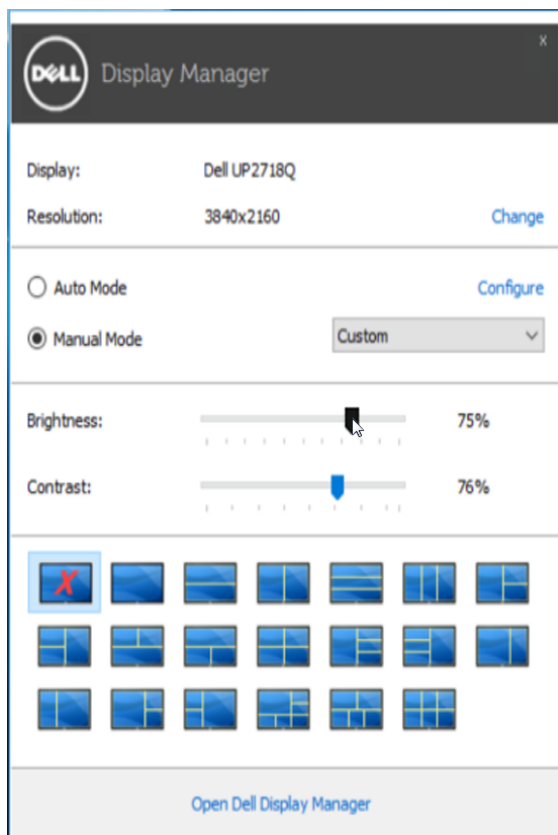 DELL Display Manager x
Display: Dell UP2718Q
Resolution: 3840x2160 Change
Auto Mode Configure
Manual Mode Custom
Brightness: 75%
Contrast: 76%
Open Dell Display Manager